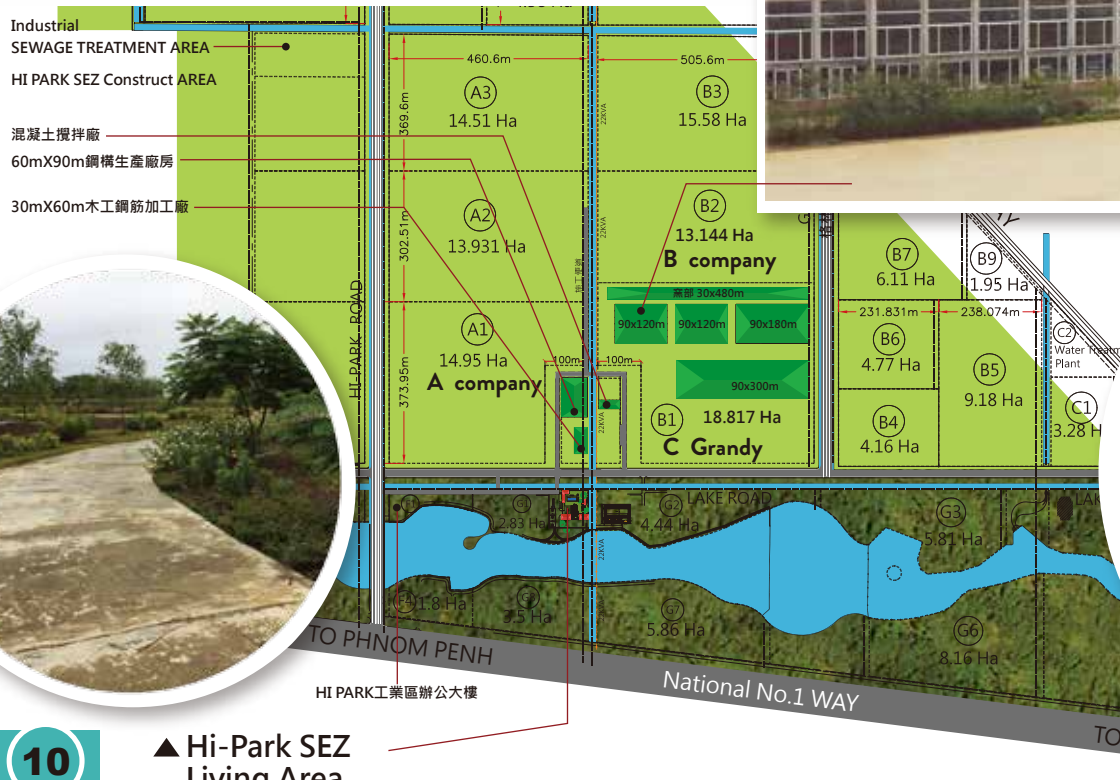 Industrial
SEWAGE TREATMENT AREA
HI PARK SEZ Construct AREA
混凝土攪拌廠
60mX90m鋼構生產廠房
30mX60m木工鋼筋加工廠
460.6m
505.6m
A3
14.51 Ha
369.6m
B3
15.58 Ha
22KVA
A2
13.931 Ha
302.51m
B2
13.144 Ha
B company
22KVA
30x480m
90x120m
90x120m
90x180m
90x300m
HI-PARK ROAD
A1
14.95 Ha
A company
373.95m
100m
100m
B1
18.817 Ha
C Grandy
22KVA
B7
6.11 Ha
B9
1.95 Ha
231.831m
238.074m
B6
4.77 Ha
B5
9.18 Ha
B4
4.16 Ha
C2
Water Treatm
Plant
C1
3.28 H
LAKE ROAD
LAK
G1
2.83 Ha
G2
4.44 Ha
G3
5.81 Ha
22KVA
1.8 Ha
3.5 Ha
G7
5.86 Ha
G6
8.16 Ha
TO PHNOM PENH
National No.1 WAY
TO
HI PARK工業區辦公大樓
10
▲ Hi-Park SEZ
Living Area